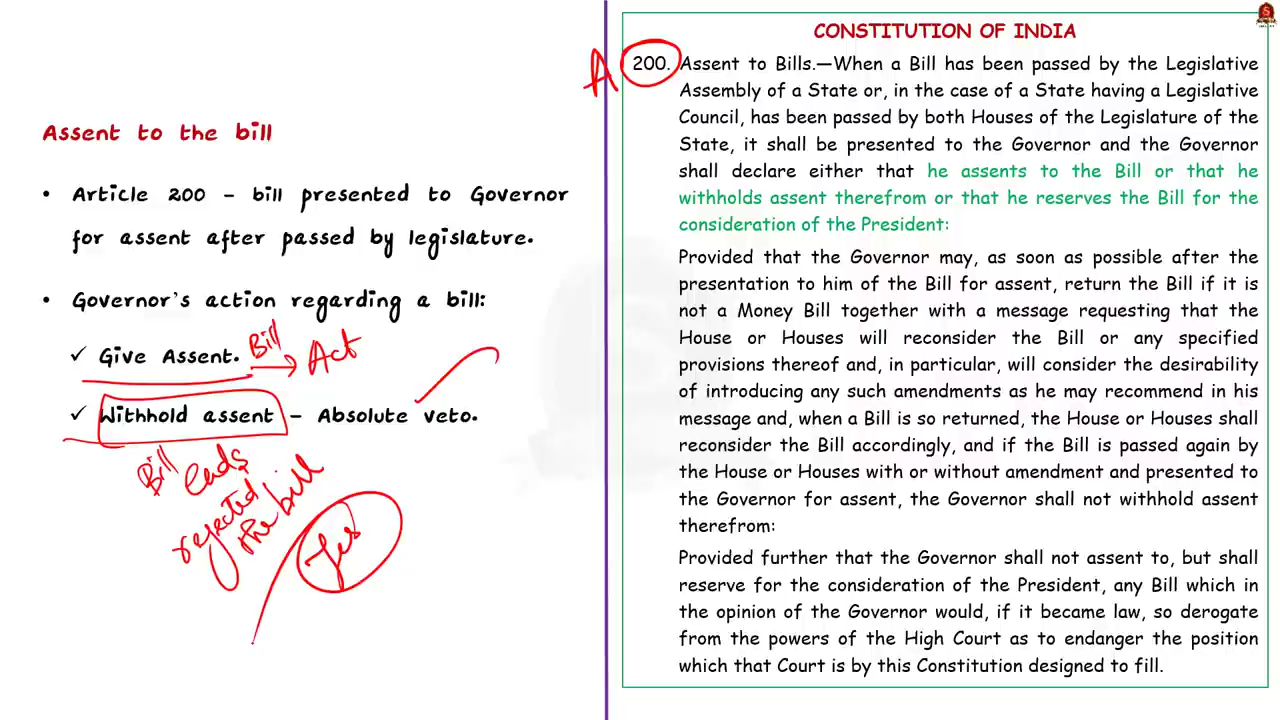 Assent to the bill
• Article 200 – bill presented to Governor
for assent after passed by legislature.
• Governor's action regarding a bill:
✓ Give Assent. Bill → Act
✓ Withhold assent – Absolute veto.
Bill ends
rejected
the bill
Yes
CONSTITUTION OF INDIA
A 200. Assent to Bills.—When a Bill has been passed by the Legislative
Assembly of a State or, in the case of a State having a Legislative
Council, has been passed by both Houses of the Legislature of the
State, it shall be presented to the Governor and the Governor
shall declare either that he assents to the Bill or that he
withholds assent therefrom or that he reserves the Bill for the
consideration of the President:
Provided that the Governor may, as soon as possible after the
presentation to him of the Bill for assent, return the Bill if it is
not a Money Bill together with a message requesting that the
House or Houses will reconsider the Bill or any specified
provisions thereof and, in particular, will consider the desirability
of introducing any such amendments as he may recommend in his
message and, when a Bill is so returned, the House or Houses shall
reconsider the Bill accordingly, and if the Bill is passed again by
the House or Houses with or without amendment and presented to
the Governor for assent, the Governor shall not withhold assent
therefrom:
Provided further that the Governor shall not assent to, but shall
reserve for the consideration of the President, any Bill which in
the opinion of the Governor would, if it became law, so derogate
from the powers of the High Court as to endanger the position
which that Court is by this Constitution designed to fill.